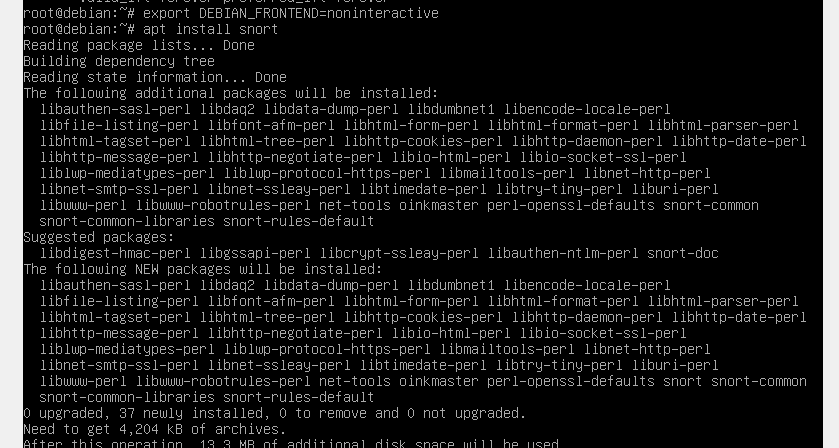 root@debian:~# export DEBIAN_FRONTEND=noninteractive
root@debian:~# apt install snort
Reading package lists... Done
Building dependency tree
Reading state information... Done
The following additional packages will be installed:
libauthen-sasl-perl libdaq2 libdata-dump-perl libdumbnet1 libencode-locale-perl
libfile-listing-perl libfont-afm-perl libhtml-form-perl libhtml-format-perl libhtml-parser-perl
libhtml-tagset-perl libhtml-tree-perl libhttp-cookies-perl libhttp-daemon-perl libhttp-date-perl
libhttp-message-perl libhttp-negotiate-perl libio-html-perl libio-socket-ssl-perl
liblwp-mediatypes-perl liblwp-protocol-https-perl libmailtools-perl libnet-http-perl
libnet-smtp-ssl-perl libnet-ssleay-perl libtimedate-perl libtry-tiny-perl liburi-perl
libwww-perl libwww-robotrules-perl net-tools oinkmaster perl-openssl-defaults snort-common
snort-common-libraries snort-rules-default
Suggested packages:
libdigest-hmac-perl libgssapi-perl libcrypt-ssleay-perl libauthen-ntlm-perl snort-doc
The following NEW packages will be installed:
libauthen-sasl-perl libdaq2 libdata-dump-perl libdumbnet1 libencode-locale-perl
libfile-listing-perl libfont-afm-perl libhtml-form-perl libhtml-format-perl libhtml-parser-perl
libhtml-tagset-perl libhtml-tree-perl libhttp-cookies-perl libhttp-daemon-perl libhttp-date-perl
libhttp-message-perl libhttp-negotiate-perl libio-html-perl libio-socket-ssl-perl
liblwp-mediatypes-perl liblwp-protocol-https-perl libmailtools-perl libnet-http-perl
libnet-smtp-ssl-perl libnet-ssleay-perl libtimedate-perl libtry-tiny-perl liburi-perl
libwww-perl libwww-robotrules-perl net-tools oinkmaster perl-openssl-defaults snort snort-common
snort-common-libraries snort-rules-default
0 upgraded, 37 newly installed, 0 to remove and 0 not upgraded.
Need to get 4,204 kB of archives.
After this operation, 13.3 MB of additional disk space will be used.